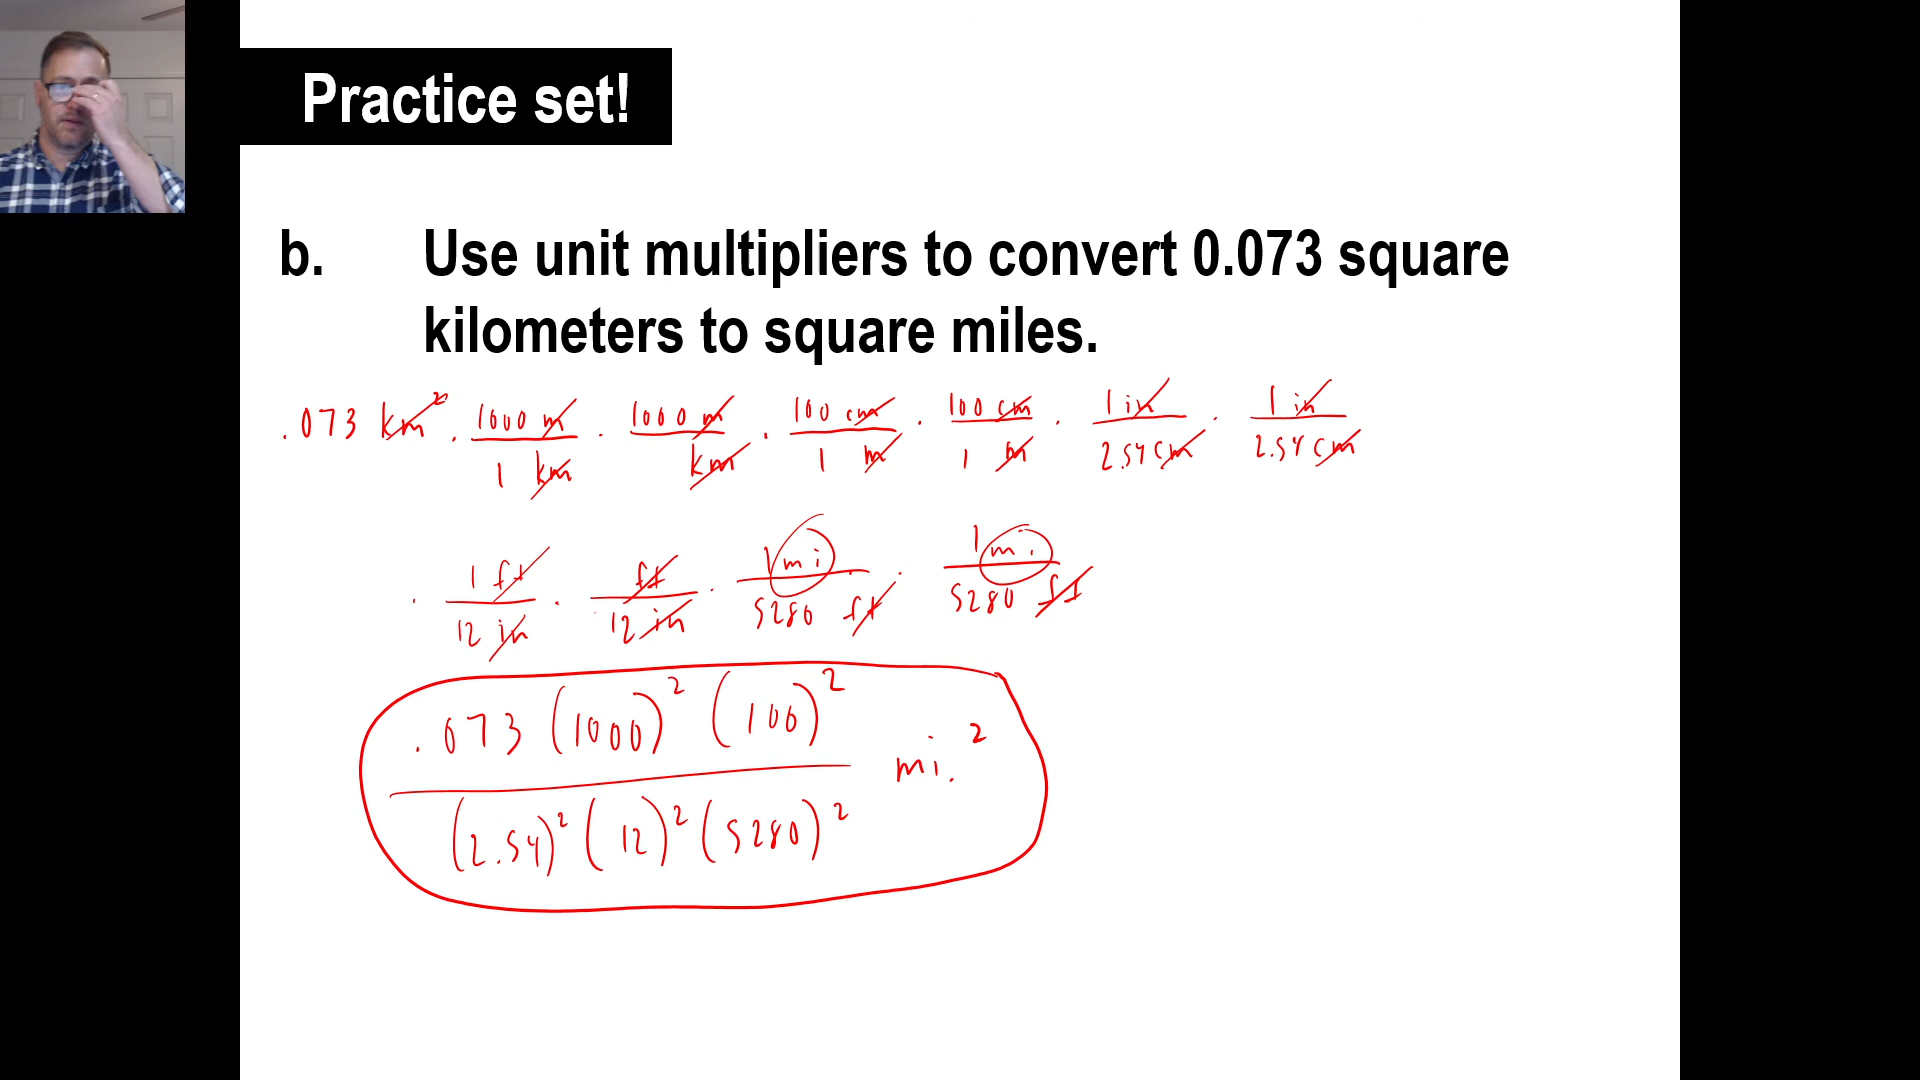 Practice set!
b. Use unit multipliers to convert 0.073 square
kilometers to square miles.
.073 km² · 1000 m / 1 km · 1000 m / km · 100 cm / 1 m · 100 cm / 1 m · 1 in / 2.54 cm · 1 in / 2.54 cm
· 1 ft / 12 in · ft / 12 in · 1 mi / 5280 ft · 1 mi / 5280 ft
.073 (1000)² (100)² / (2.54)² (12)² (5280)² mi.²